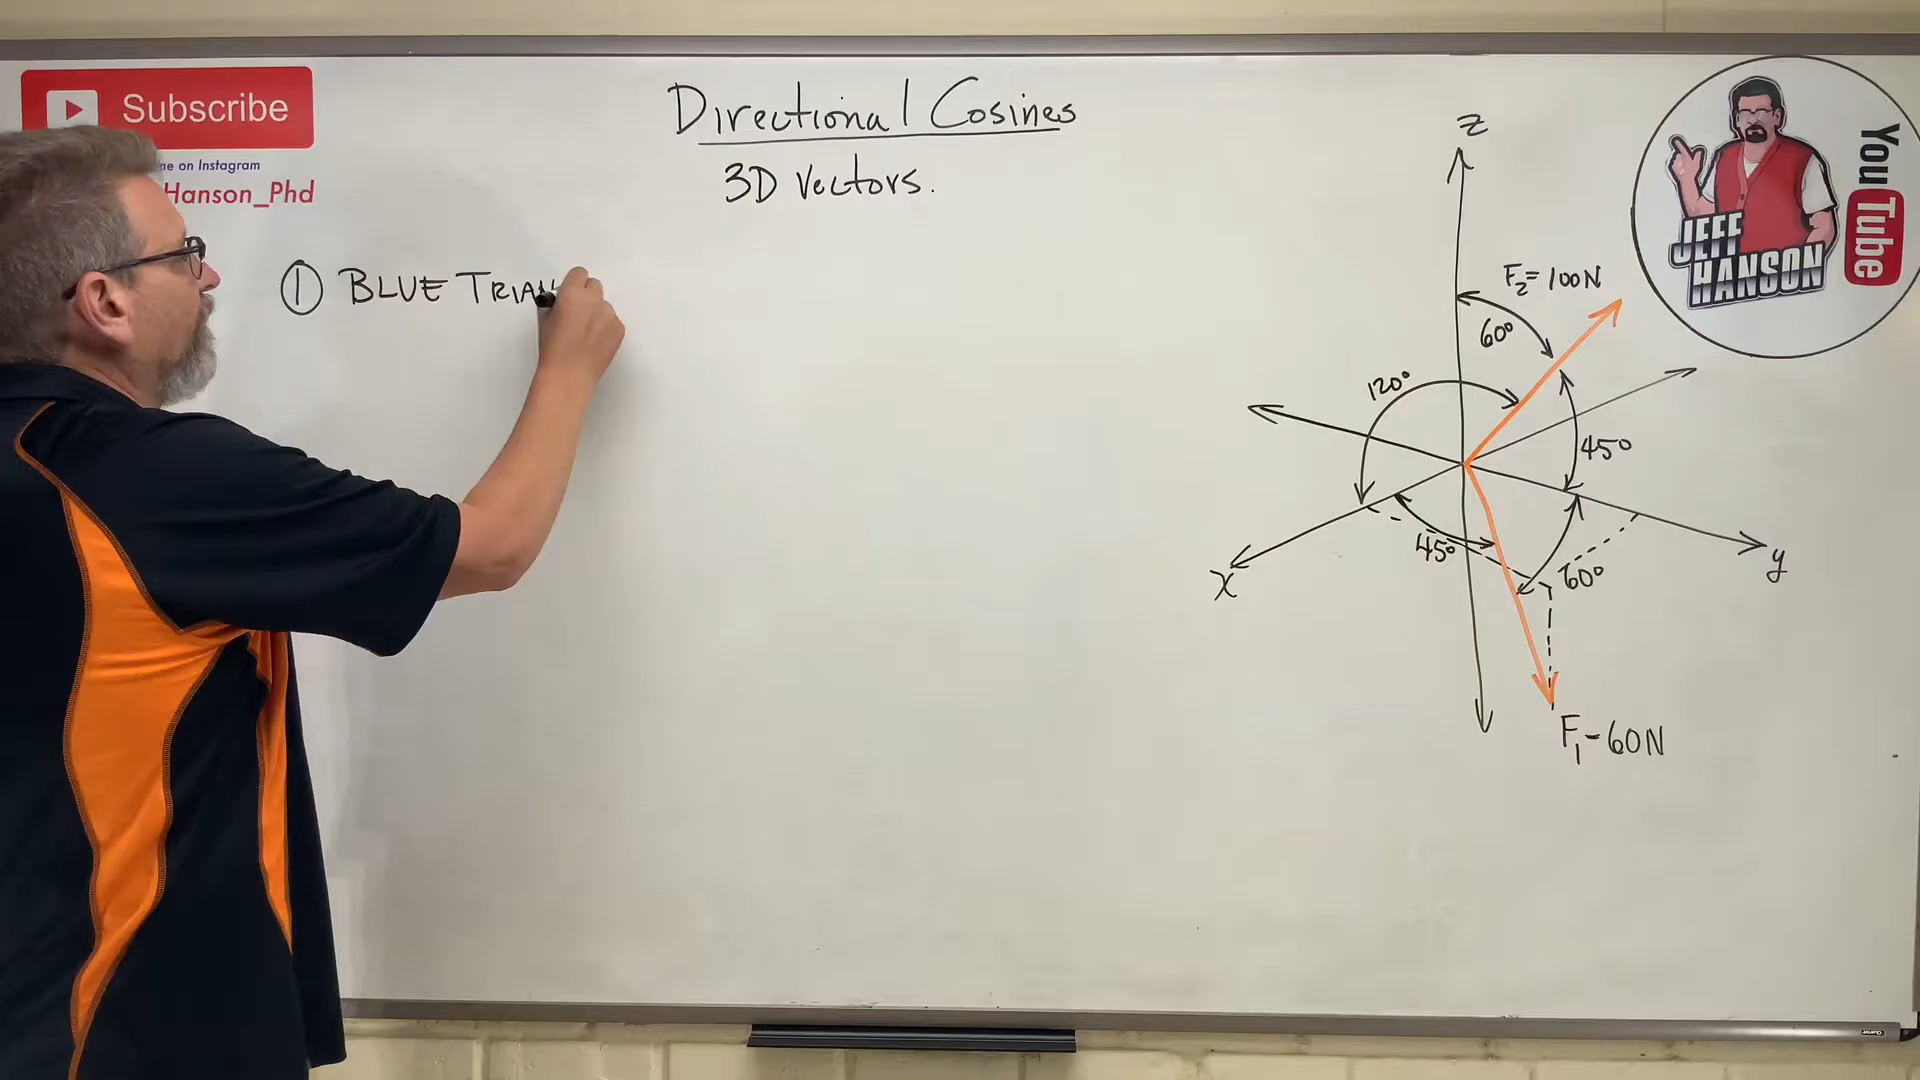 Subscribe
me on Instagram
Hanson_Phd
Directional Cosines
3D Vectors.
① BLUE TRIAN
z
F₂=100N
60°
120°
45°
45°
60°
x
y
F₁-60N
JEFF
HANSON
YouTube